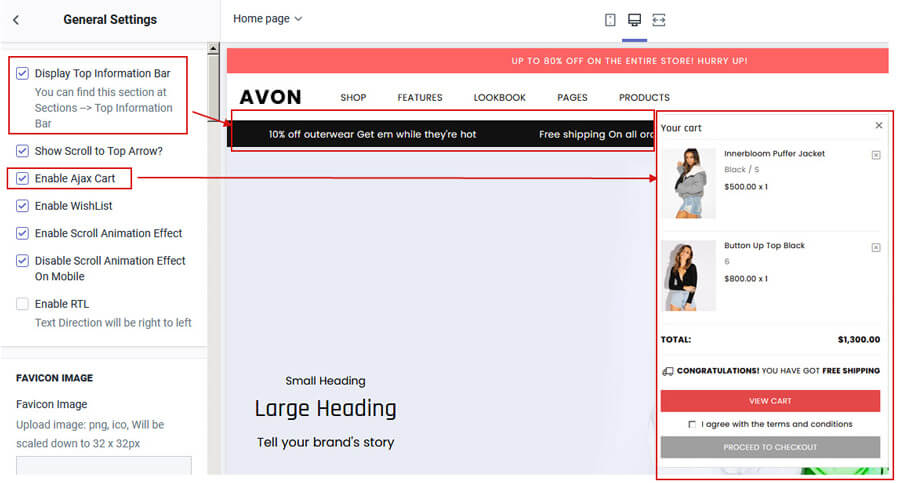 General Settings
Home page
Display Top Information Bar
You can find this section at
Sections --> Top Information
Bar
Show Scroll to Top Arrow?
Enable Ajax Cart
Enable WishList
Enable Scroll Animation Effect
Disable Scroll Animation Effect
On Mobile
Enable RTL
Text Direction will be right to left
FAVICON IMAGE
Favicon Image
Upload image: png, ico, Will be
scaled down to 32 x 32px
UP TO 80% OFF ON THE ENTIRE STORE! HURRY UP!
AVON SHOP FEATURES LOOKBOOK PAGES PRODUCTS
10% off outerwear Get em while they're hot Free shipping On all
Small Heading
Large Heading
Tell your brand's story
Your cart
Innerbloom Puffer Jacket
Black / S
$500.00 x 1
Button Up Top Black
6
$800.00 x 1
TOTAL: $1,300.00
CONGRATULATIONS! YOU HAVE GOT FREE SHIPPING
VIEW CART
I agree with the terms and conditions
PROCEED TO CHECKOUT